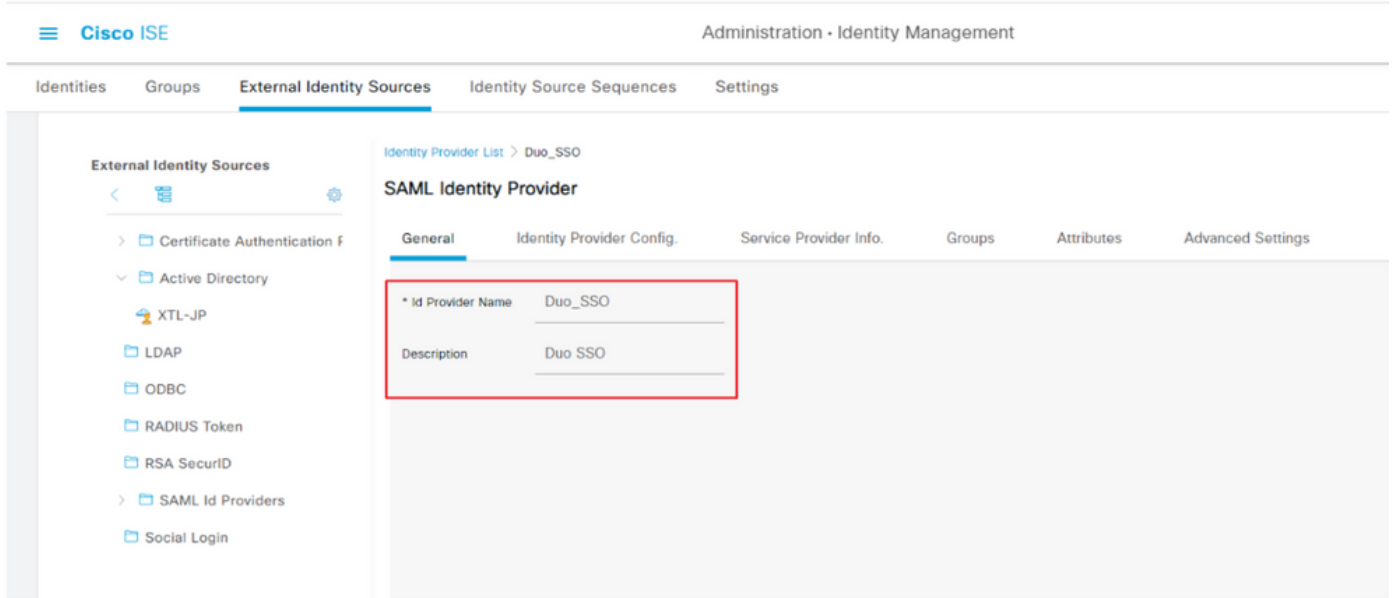 Cisco ISE
Administration · Identity Management
Identities Groups External Identity Sources Identity Source Sequences Settings
External Identity Sources
Certificate Authentication F
Active Directory
XTL-JP
LDAP
ODBC
RADIUS Token
RSA SecurID
SAML Id Providers
Social Login
Identity Provider List > Duo_SSO
SAML Identity Provider
General Identity Provider Config. Service Provider Info. Groups Attributes Advanced Settings
* Id Provider Name Duo_SSO
Description Duo SSO